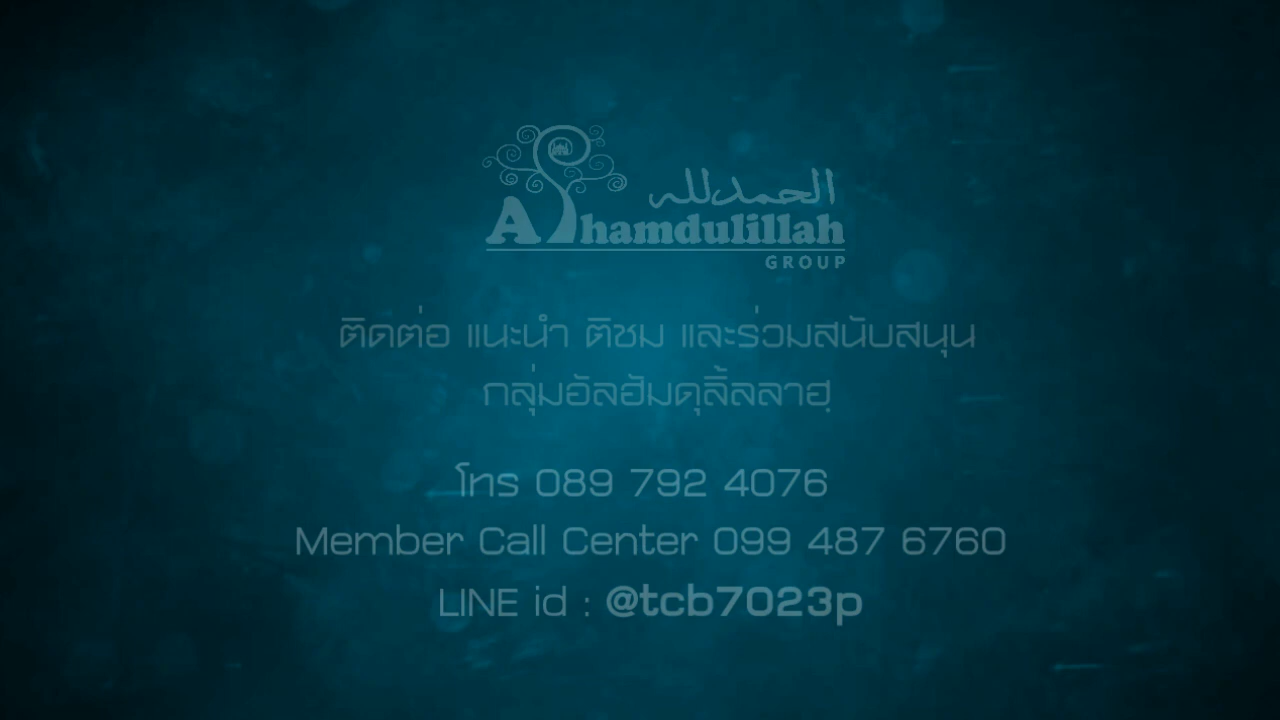 الحمدلله
Alhamdulillah
GROUP
ติดต่อ แนะนำ ติชม และร่วมสนับสนุน
กลุ่มอัลฮัมดุลิ้ลลาฮฺ
โทร 089 792 4076
Member Call Center 099 487 6760
LINE id : @tcb7023p